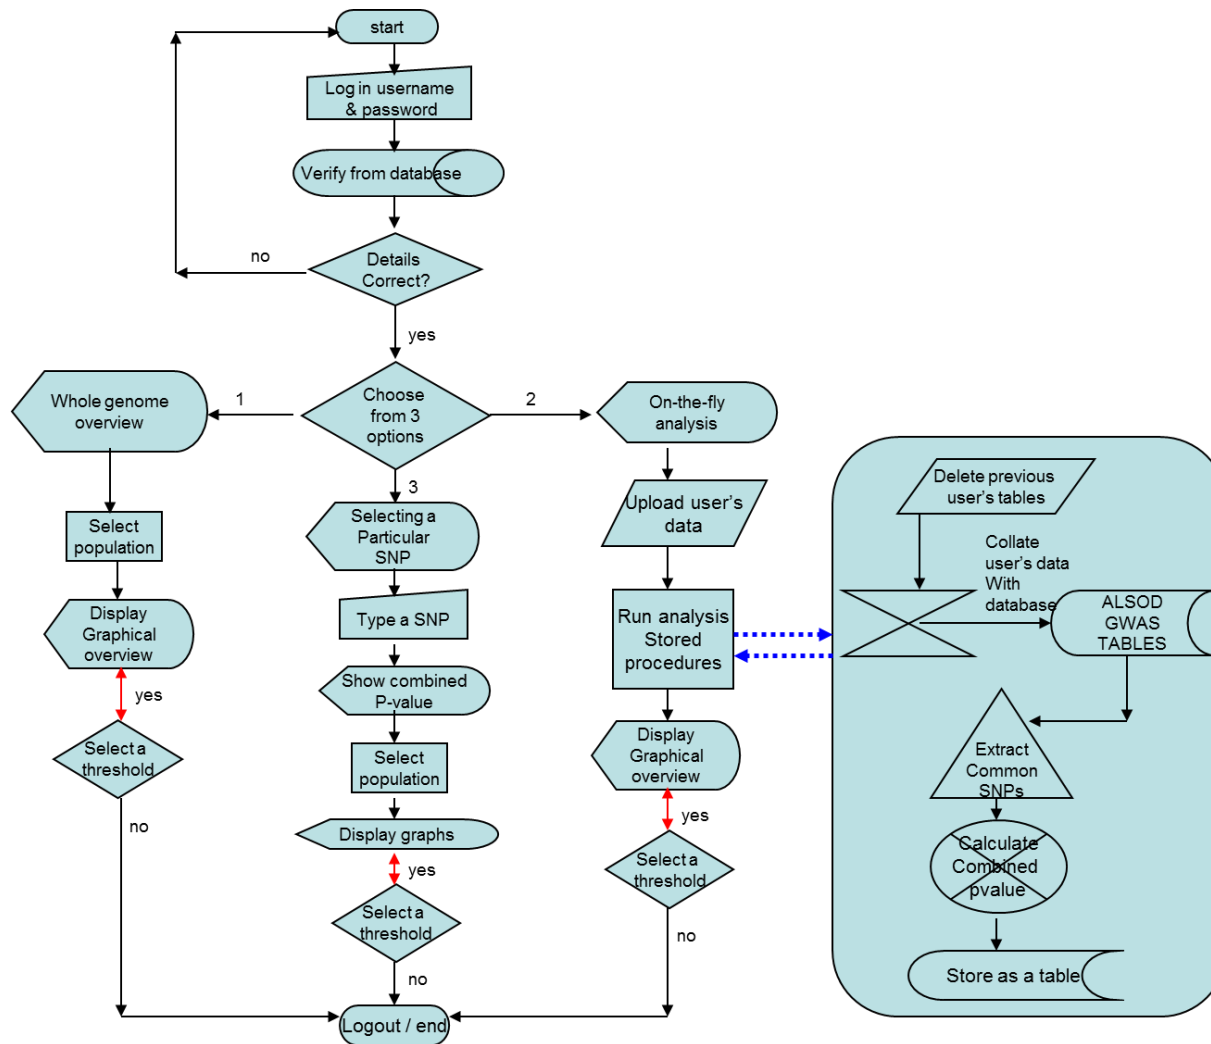 start
Log in username
& password
Verify from database
Details
Correct?
no
yes
Choose
from 3
options
1
2
3
Whole genome
overview
Select
population
Display
Graphical
overview
yes
Select a
threshold
no
Selecting a
Particular
SNP
Type a SNP
Show combined
P-value
Select
population
Display graphs
yes
Select a
threshold
no
On-the-fly
analysis
Upload user's
data
Run analysis
Stored
procedures
Display
Graphical
overview
yes
Select a
threshold
no
Logout / end
Delete previous
user's tables
Collate
user's data
With
database
ALSOD
GWAS
TABLES
Extract
Common
SNPs
Calculate
Combined
pvalue
Store as a table